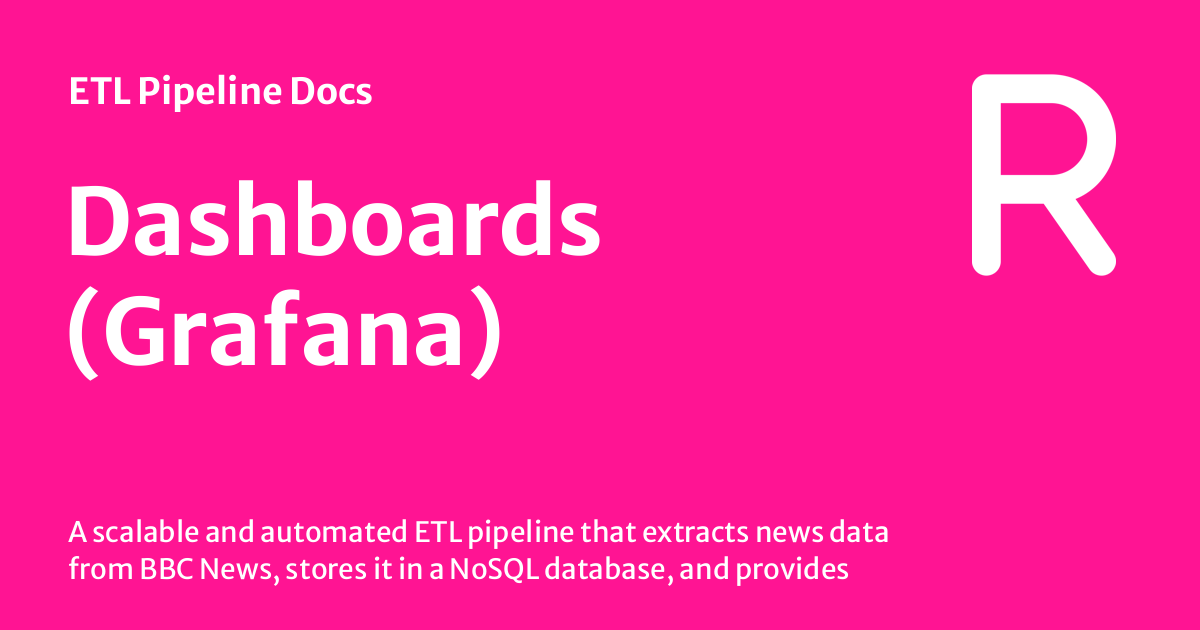 ETL Pipeline Docs
R
Dashboards
(Grafana)
A scalable and automated ETL pipeline that extracts news data
from BBC News, stores it in a NoSQL database, and provides